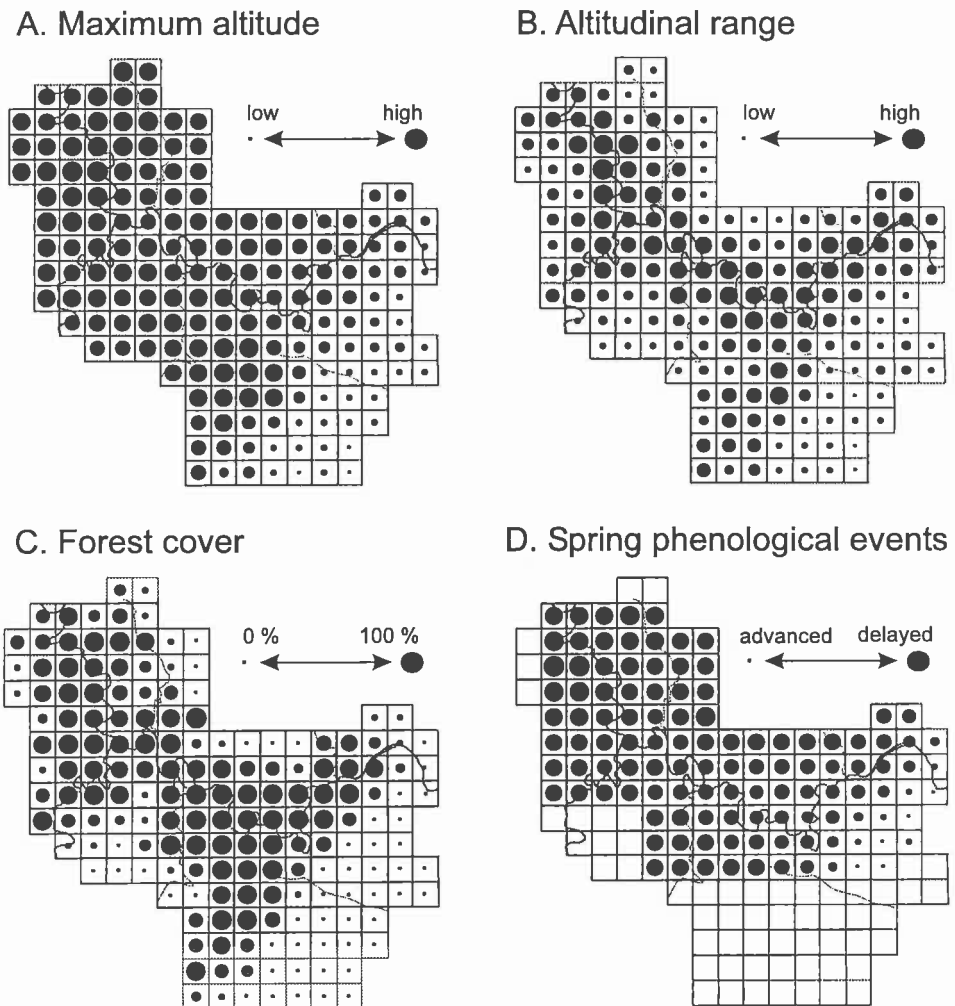 A. Maximum altitude
low high
B. Altitudinal range
low high
C. Forest cover
0 % 100 %
D. Spring phenological events
advanced delayed